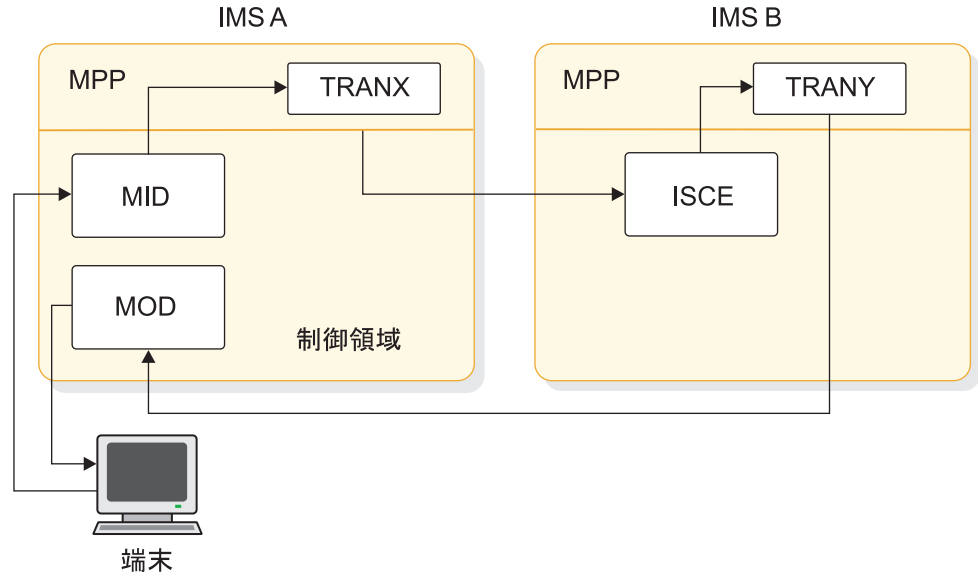 IMS A
IMS B
MPP
TRANX
MPP
TRANY
MID
ISCE
MOD
制御領域
端末